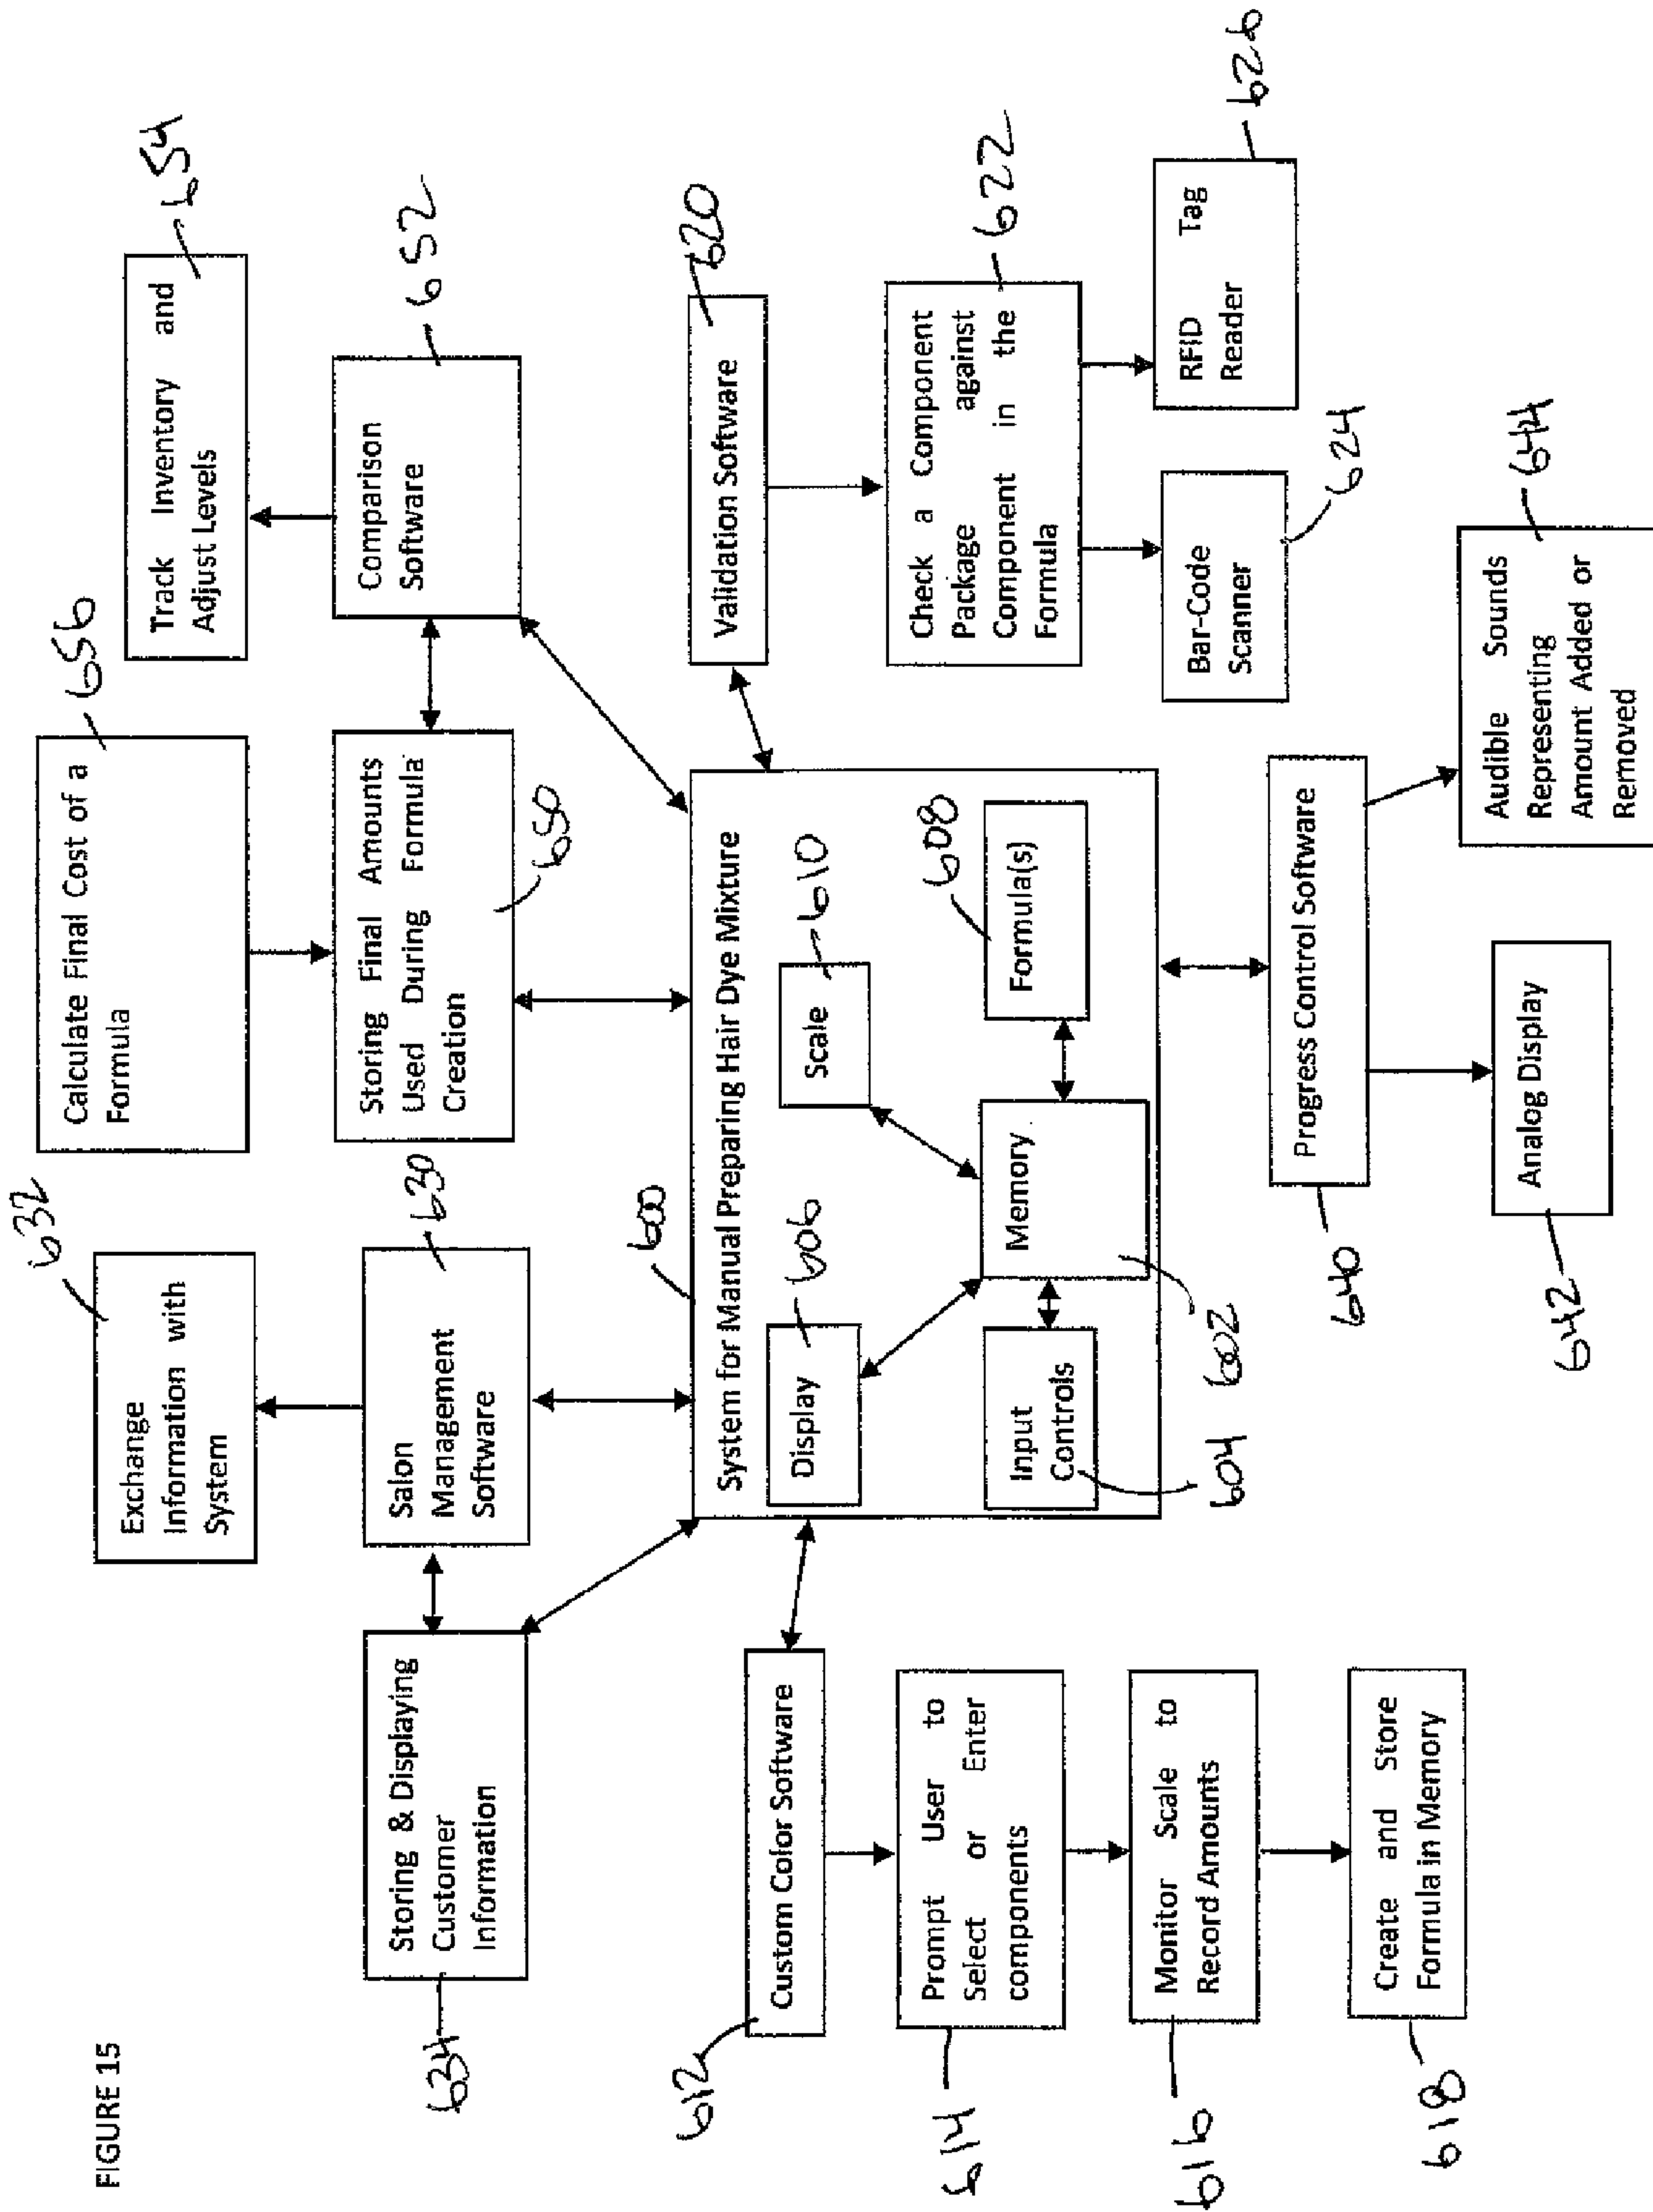 FIGURE 15
632
Exchange
Information with
System
656
Calculate Final Cost of a
Formula
654
Track Inventory and
Adjust Levels
634
Storing & Displaying
Customer
Information
630
Salon
Management
Software
Storing Final Amounts
Used During Formula
Creation
650
652
Comparison
Software
600
System for Manual Preparing Hair Dye Mixture
Display
606
Scale
610
Input
Controls
604
Memory
602
Formula(s)
608
612
Custom Color Software
614
Prompt User to
Select or Enter
components
616
Monitor Scale to
Record Amounts
618
Create and Store
Formula in Memory
620
Validation Software
622
Check a Component
Package against
Component in the
Formula
Bar-Code
Scanner
624
RFID Tag
Reader
626
640
Progress Control Software
642
Analog Display
644
Audible Sounds
Representing
Amount Added or
Removed